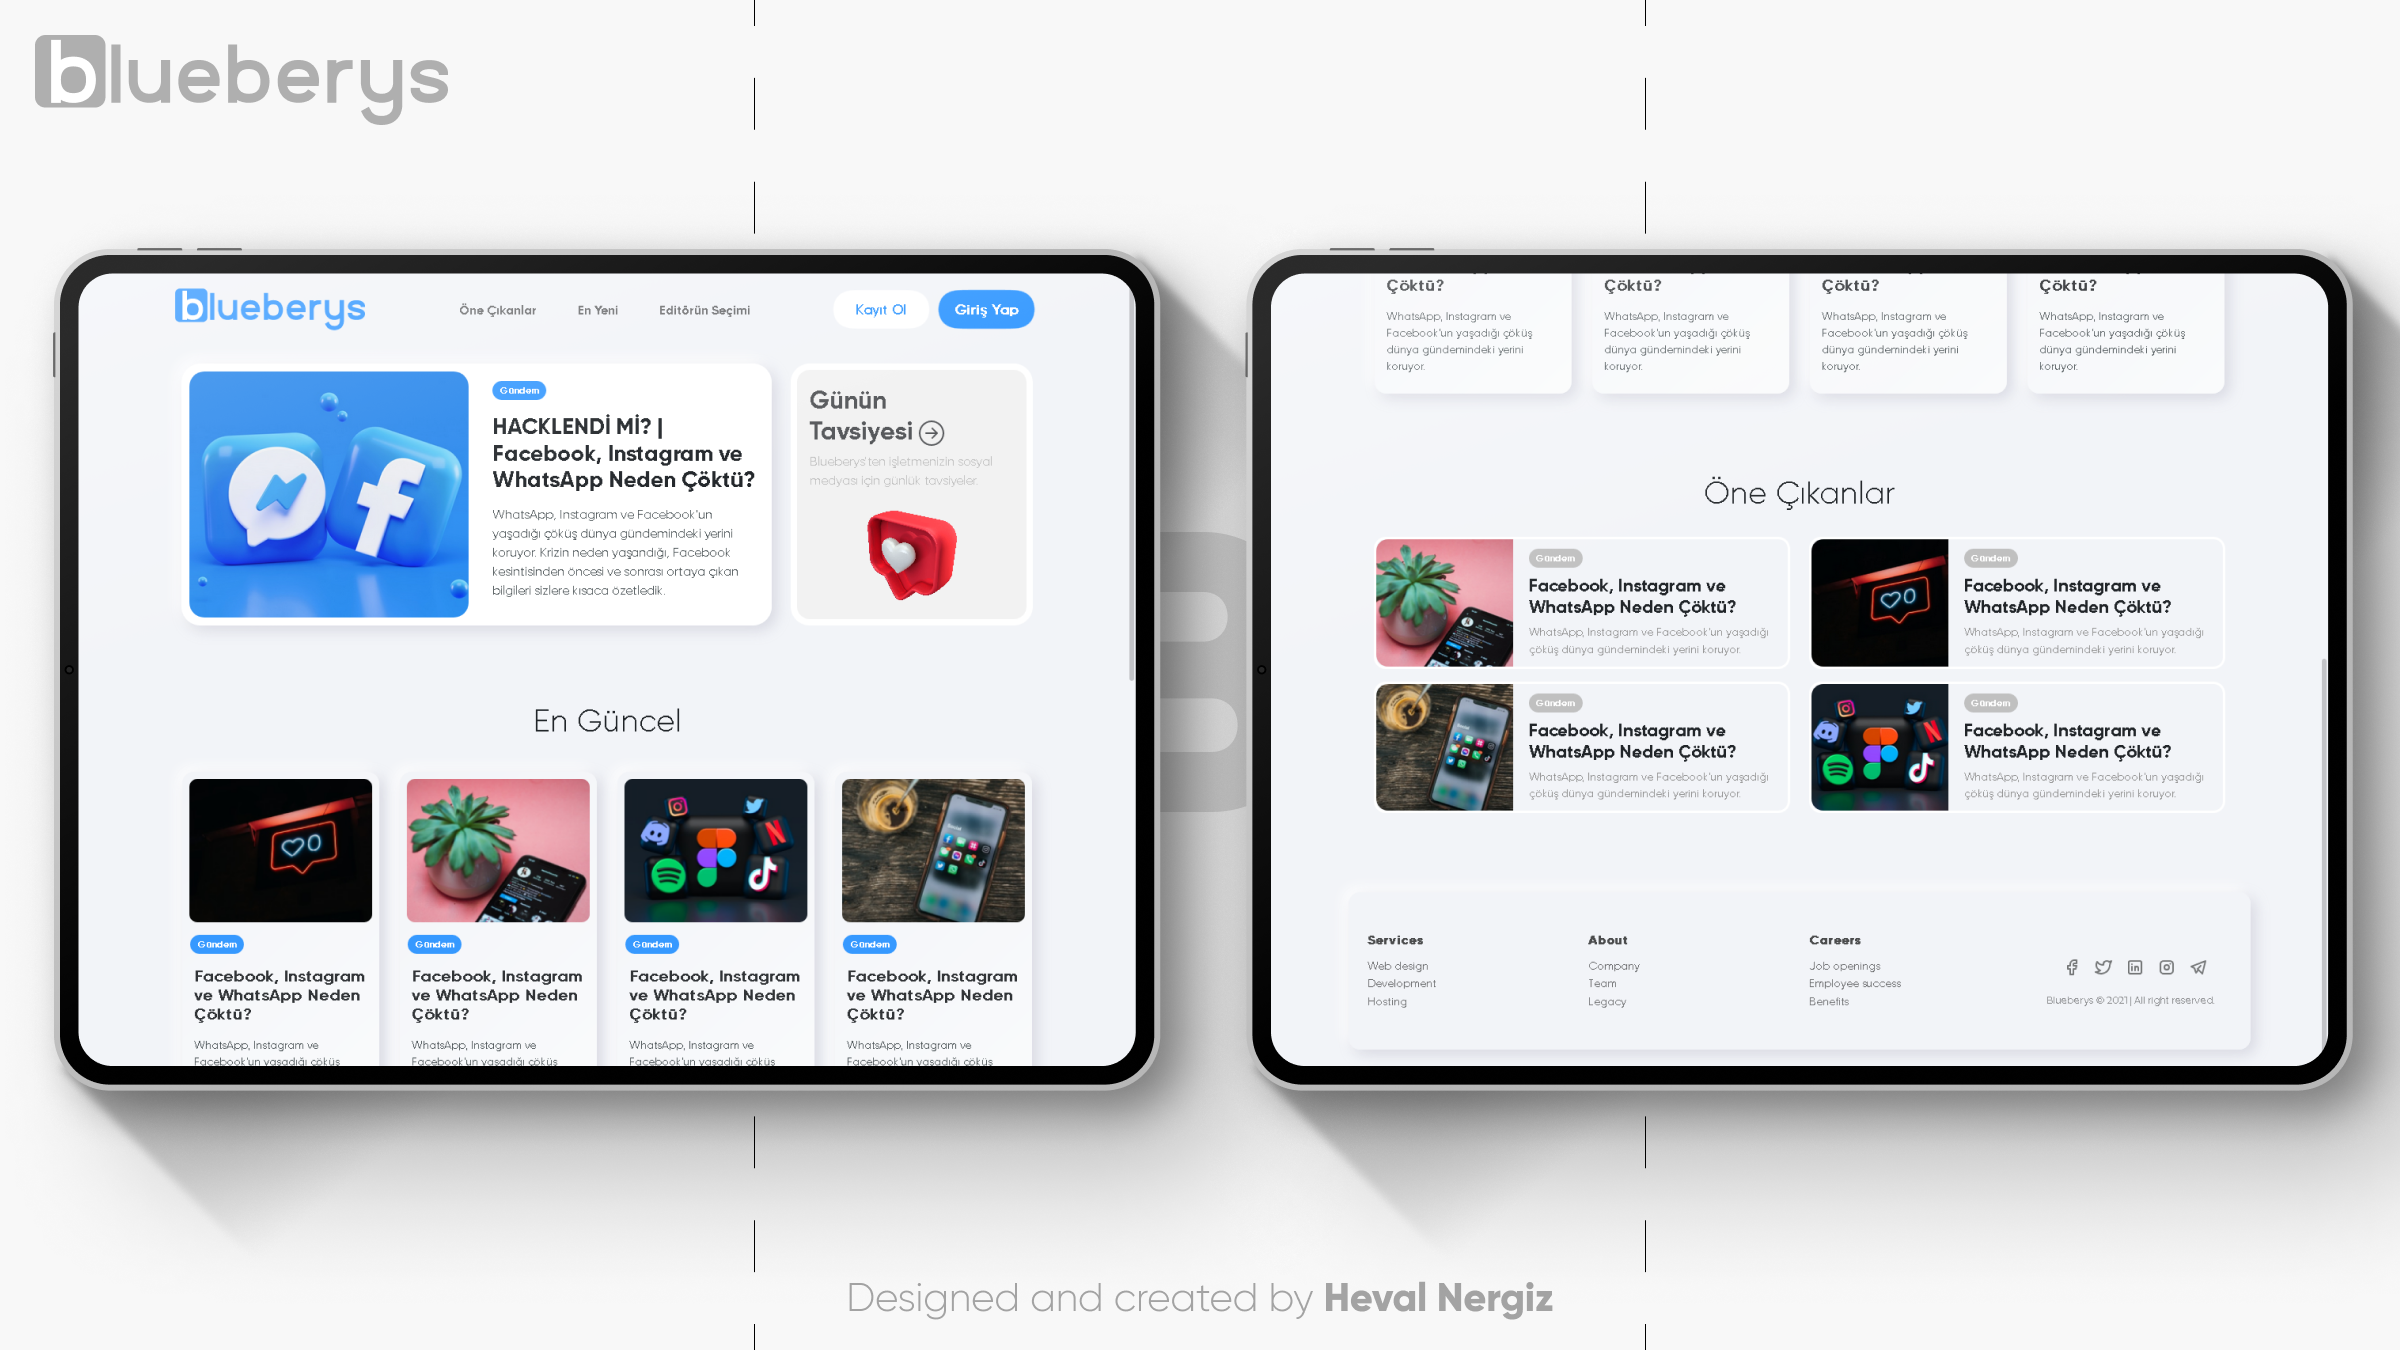 blueberys
blueberys
Öne Çıkanlar
En Yeni
Editörün Seçimi
Kayıt Ol
Giriş Yap
Gündem
HACKLENDİ Mİ? |
Facebook, Instagram ve
WhatsApp Neden Çöktü?
WhatsApp, Instagram ve Facebook'un
yaşadığı çöküş dünya gündemindeki yerini
koruyor. Krizin neden yaşandığı, Facebook
kesintisinden öncesi ve sonrası ortaya çıkan
bilgileri sizlere kısaca özetledik.
Günün
Tavsiyesi
Blueberys'ten işletmenizin sosyal
medyası için günlük tavsiyeler.
En Güncel
Gündem
Facebook, Instagram
ve WhatsApp Neden
Çöktü?
WhatsApp, Instagram ve
Facebook'un yaşadığı çöküş
Gündem
Facebook, Instagram
ve WhatsApp Neden
Çöktü?
WhatsApp, Instagram ve
Facebook'un yaşadığı çöküş
Gündem
Facebook, Instagram
ve WhatsApp Neden
Çöktü?
WhatsApp, Instagram ve
Facebook'un yaşadığı çöküş
Gündem
Facebook, Instagram
ve WhatsApp Neden
Çöktü?
WhatsApp, Instagram ve
Facebook'un yaşadığı çöküş
Çöktü?
WhatsApp, Instagram ve
Facebook'un yaşadığı çöküş
dünya gündemindeki yerini
koruyor.
Çöktü?
WhatsApp, Instagram ve
Facebook'un yaşadığı çöküş
dünya gündemindeki yerini
koruyor.
Çöktü?
WhatsApp, Instagram ve
Facebook'un yaşadığı çöküş
dünya gündemindeki yerini
koruyor.
Çöktü?
WhatsApp, Instagram ve
Facebook'un yaşadığı çöküş
dünya gündemindeki yerini
koruyor.
Öne Çıkanlar
Gündem
Facebook, Instagram ve
WhatsApp Neden Çöktü?
WhatsApp, Instagram ve Facebook'un yaşadığı
çöküş dünya gündemindeki yerini koruyor.
Gündem
Facebook, Instagram ve
WhatsApp Neden Çöktü?
WhatsApp, Instagram ve Facebook'un yaşadığı
çöküş dünya gündemindeki yerini koruyor.
Gündem
Facebook, Instagram ve
WhatsApp Neden Çöktü?
WhatsApp, Instagram ve Facebook'un yaşadığı
çöküş dünya gündemindeki yerini koruyor.
Gündem
Facebook, Instagram ve
WhatsApp Neden Çöktü?
WhatsApp, Instagram ve Facebook'un yaşadığı
çöküş dünya gündemindeki yerini koruyor.
Services
Web design
Development
Hosting
About
Company
Team
Legacy
Careers
Job openings
Employee success
Benefits
Blueberys © 2021 | All right reserved.
Designed and created by Heval Nergiz